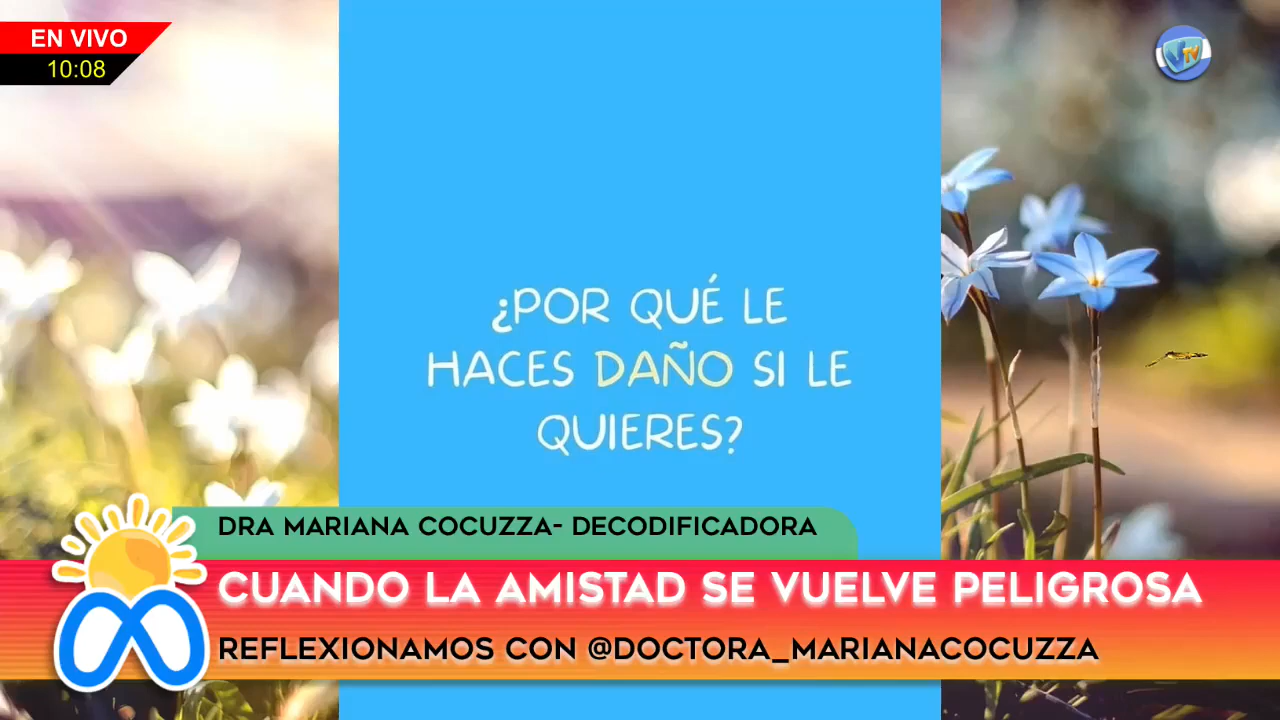 EN VIVO
10:08
VTV
¿POR QUÉ LE
HACES DAÑO SI LE
QUIERES?
DRA MARIANA COCUZZA- DECODIFICADORA
CUANDO LA AMISTAD SE VUELVE PELIGROSA
REFLEXIONAMOS CON @DOCTORA_MARIANACOCUZZA